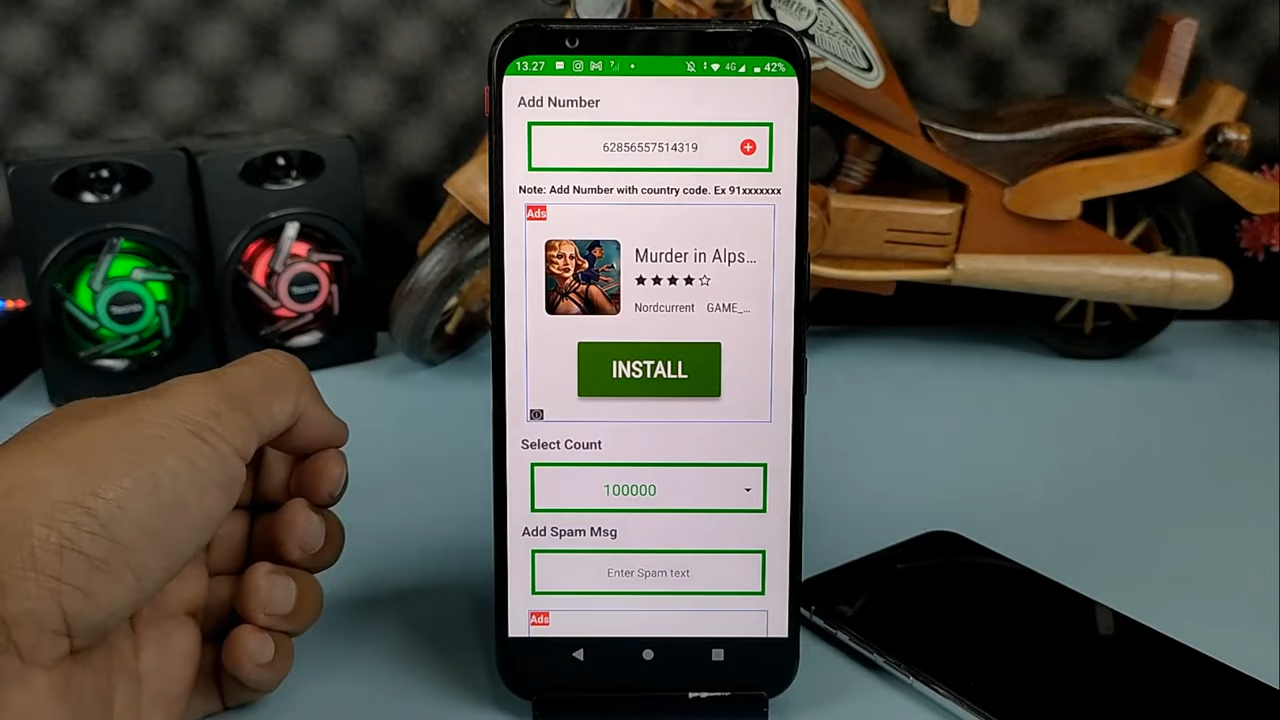 13.27
4G
42%
Add Number
62856557514319
Note: Add Number with country code. Ex 91xxxxxxx
Ads
Murder in Alps...
Nordcurrent GAME_...
INSTALL
Select Count
100000
Add Spam Msg
Enter Spam text
Ads